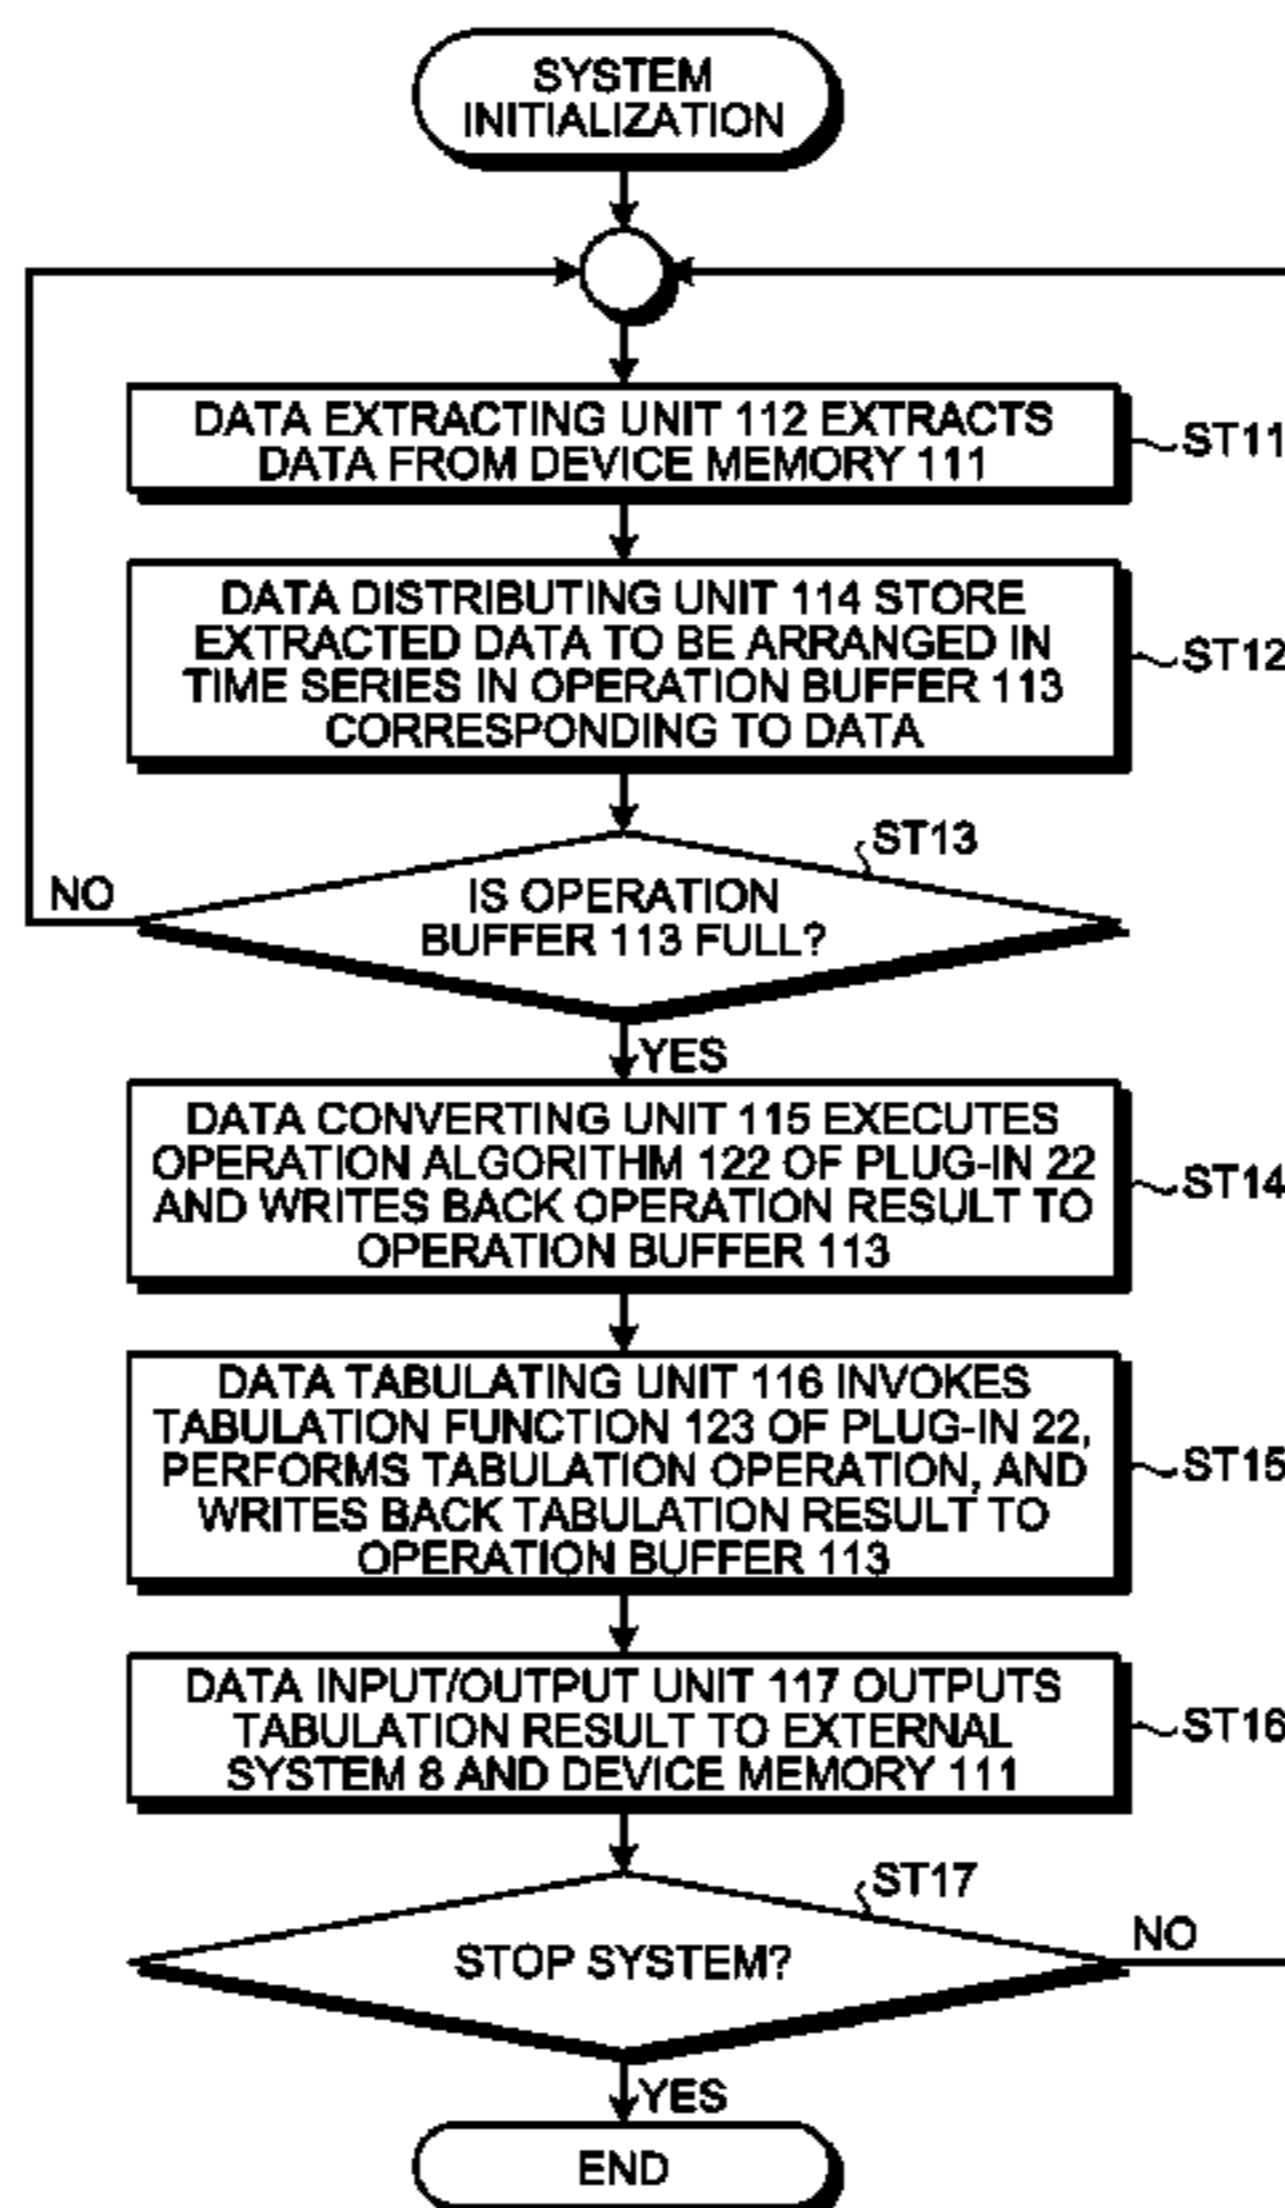 SYSTEM
INITIALIZATION
DATA EXTRACTING UNIT 112 EXTRACTS
DATA FROM DEVICE MEMORY 111
ST11
DATA DISTRIBUTING UNIT 114 STORE
EXTRACTED DATA TO BE ARRANGED IN
TIME SERIES IN OPERATION BUFFER 113
CORRESPONDING TO DATA
ST12
ST13
NO
IS OPERATION
BUFFER 113 FULL?
YES
DATA CONVERTING UNIT 115 EXECUTES
OPERATION ALGORITHM 122 OF PLUG-IN 22
AND WRITES BACK OPERATION RESULT TO
OPERATION BUFFER 113
ST14
DATA TABULATING UNIT 116 INVOKES
TABULATION FUNCTION 123 OF PLUG-IN 22,
PERFORMS TABULATION OPERATION, AND
WRITES BACK TABULATION RESULT TO
OPERATION BUFFER 113
ST15
DATA INPUT/OUTPUT UNIT 117 OUTPUTS
TABULATION RESULT TO EXTERNAL
SYSTEM 8 AND DEVICE MEMORY 111
ST16
ST17
STOP SYSTEM?
NO
YES
END